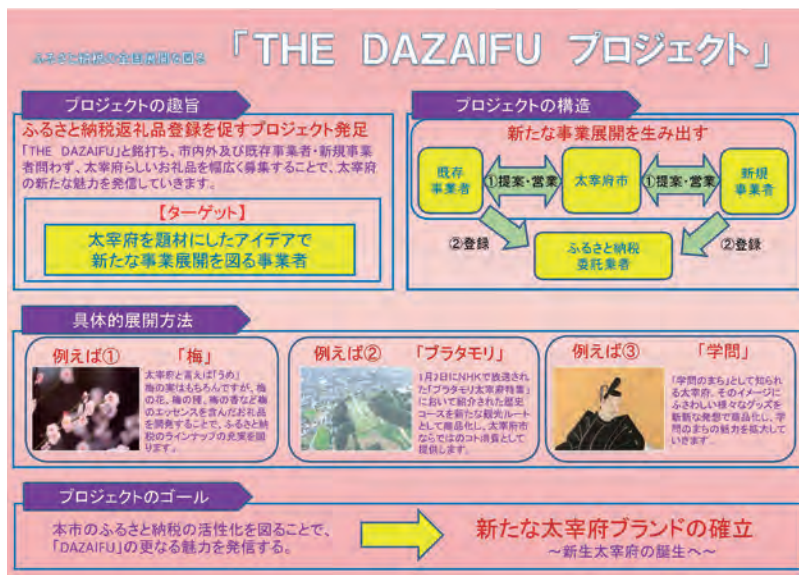 ふるさと納税の全面展開を図る 「THE DAZAIFU プロジェクト」
プロジェクトの趣旨
ふるさと納税返礼品登録を促すプロジェクト発足
「THE DAZAIFU」と銘打ち、市内外及び既存事業者・新規事業
者問わず、太宰府らしいお礼品を幅広く募集することで、太宰府
の新たな魅力を発信していきます。
【ターゲット】
太宰府を題材にしたアイデアで
新たな事業展開を図る事業者
プロジェクトの構造
新たな事業展開を生み出す
既存
事業者
①提案・営業
太宰府市
①提案・営業
新規
事業者
②登録
ふるさと納税
委託業者
②登録
具体的展開方法
例えば① 「梅」
太宰府と言えば「うめ」
梅の実はもちろんですが、梅
の花、梅の種、梅の香など梅
のエッセンスを含んだお礼品
を開発することで、ふるさと納
税のラインナップの充実を図
ります。
例えば② 「ブラタモリ」
1月2日にNHKで放送され
た「ブラタモリ太宰府特集」
において紹介された歴史
コースを新たな観光ルート
として商品化し、太宰府市
ならではのコト消費として
提供します。
例えば③ 「学問」
「学問のまち」として知られ
る太宰府。そのイメージに
ふさわしい様々なグッズを
斬新な発想で商品化し、学
問のまちの魅力を拡大して
いきます。
プロジェクトのゴール
本市のふるさと納税の活性化を図ることで、
「DAZAIFU」の更なる魅力を発信する。
新たな太宰府ブランドの確立
～新生太宰府の誕生へ～